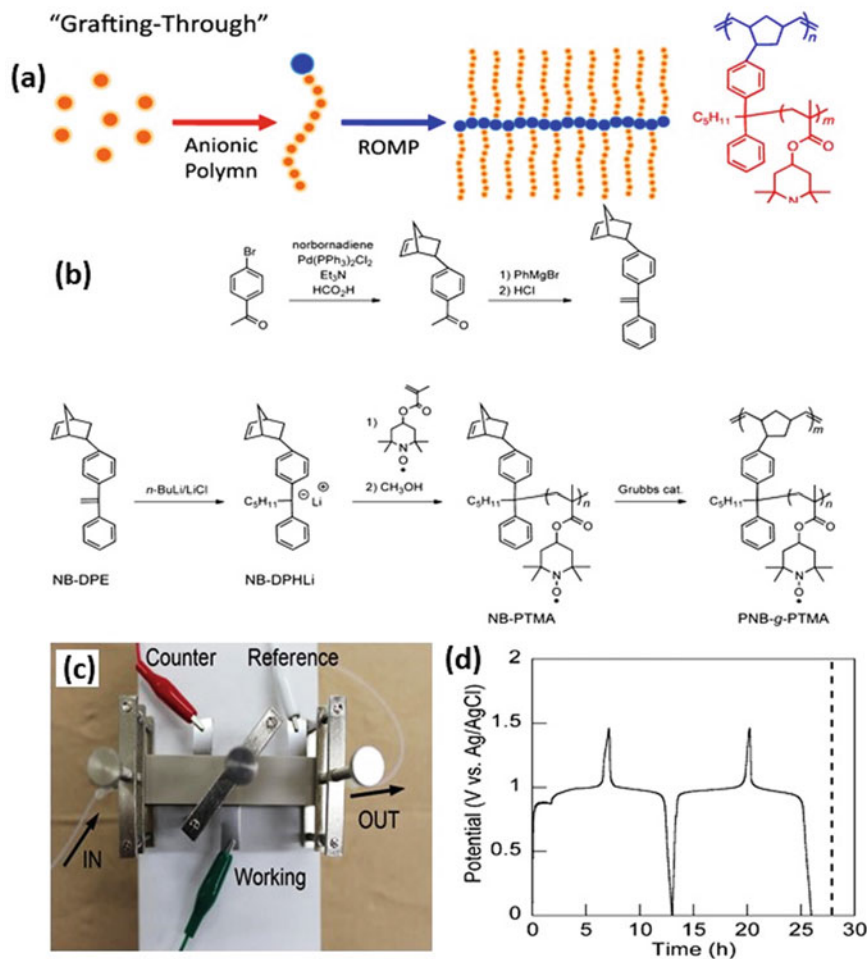 "Grafting-Through"
(a)
Anionic
Polymn
ROMP
n
C5H11
m
O
O
N
(b)
Br
O
norbornadiene
Pd(PPh3)2Cl2
Et3N
HCO2H
O
1) PhMgBr
2) HCl
NB-DPE
n-BuLi/LiCl
C5H11
⊖
Li
⊕
NB-DPHLi
1)
O
O
N
O•
2) CH3OH
C5H11
n
O
O
N
O•
NB-PTMA
Grubbs cat.
m
C5H11
n
O
O
N
O•
PNB-g-PTMA
(c)
Counter
Reference
IN
OUT
Working
(d)
Potential (V vs. Ag/AgCl)
2
1.5
1
0.5
0
0 5 10 15 20 25 30
Time (h)